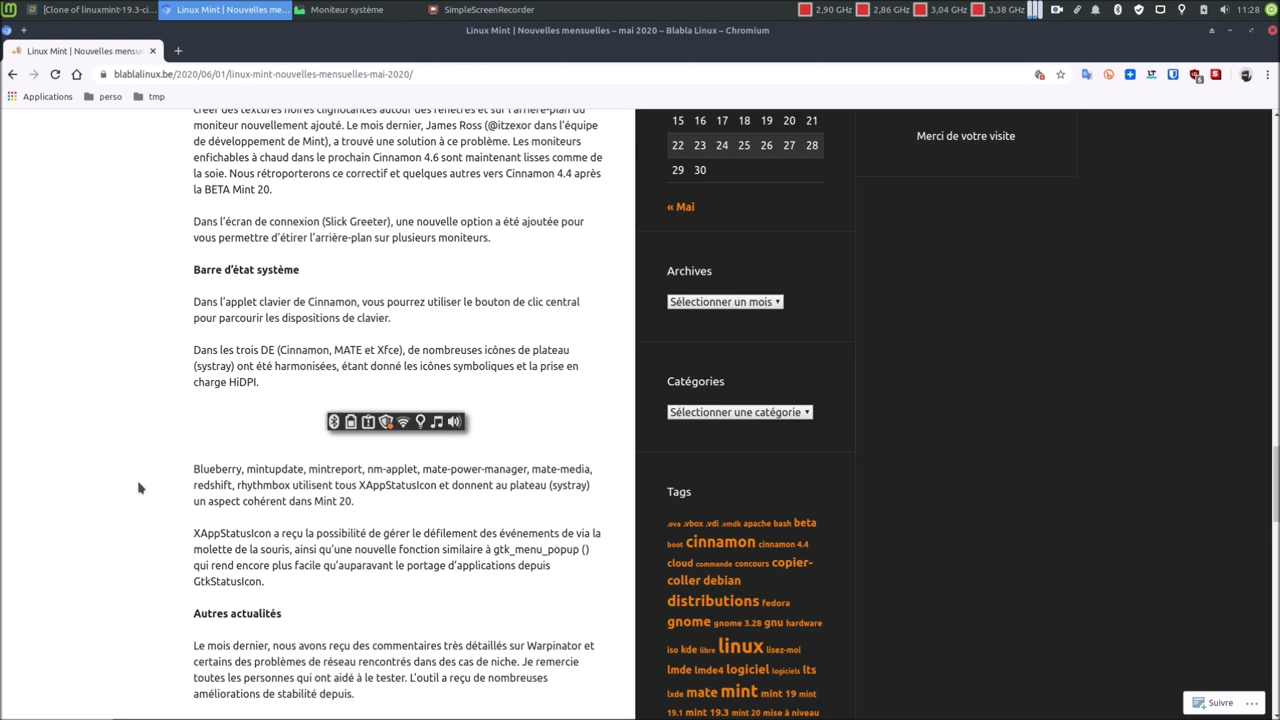 [Clone of linuxmint-19.3-ci...
Linux Mint | Nouvelles me...
Moniteur système
SimpleScreenRecorder
2,90 GHz
2,86 GHz
3,04 GHz
3,38 GHz
11:28
Linux Mint | Nouvelles mensuelles – mai 2020 – Blabla Linux – Chromium
Linux Mint | Nouvelles mensu
blablalinux.be/2020/06/01/linux-mint-nouvelles-mensuelles-mai-2020/
Applications
perso
tmp
créer des textures noires clignotantes autour des fenêtres et sur l'arrière-plan du
moniteur nouvellement ajouté. Le mois dernier, James Ross (@itzexor dans l'équipe
de développement de Mint), a trouvé une solution à ce problème. Les moniteurs
enfichables à chaud dans le prochain Cinnamon 4.6 sont maintenant lisses comme de
la soie. Nous rétroporterons ce correctif et quelques autres vers Cinnamon 4.4 après
la BETA Mint 20.
Dans l'écran de connexion (Slick Greeter), une nouvelle option a été ajoutée pour
vous permettre d'étirer l'arrière-plan sur plusieurs moniteurs.
Barre d'état système
Dans l'applet clavier de Cinnamon, vous pourrez utiliser le bouton de clic central
pour parcourir les dispositions de clavier.
Dans les trois DE (Cinnamon, MATE et Xfce), de nombreuses icônes de plateau
(systray) ont été harmonisées, étant donné les icônes symboliques et la prise en
charge HiDPI.
Blueberry, mintupdate, mintreport, nm-applet, mate-power-manager, mate-media,
redshift, rhythmbox utilisent tous XAppStatusIcon et donnent au plateau (systray)
un aspect cohérent dans Mint 20.
XAppStatusIcon a reçu la possibilité de gérer le défilement des événements de via la
molette de la souris, ainsi qu'une nouvelle fonction similaire à gtk_menu_popup ()
qui rend encore plus facile qu'auparavant le portage d'applications depuis
GtkStatusIcon.
Autres actualités
Le mois dernier, nous avons reçu des commentaires très détaillés sur Warpinator et
certains des problèmes de réseau rencontrés dans des cas de niche. Je remercie
toutes les personnes qui ont aidé à le tester. L'outil a reçu de nombreuses
améliorations de stabilité depuis.
15 16 17 18 19 20 21
22 23 24 25 26 27 28
29 30
« Mai
Archives
Sélectionner un mois
Catégories
Sélectionner une catégorie
Tags
.ova .vbox .vdi .vmdk apache bash beta
boot cinnamon cinnamon 4.4
cloud commande concours copier-
coller debian
distributions fedora
gnome gnome 3.28 gnu hardware
iso kde libre linux lisez-moi
lmde lmde4 logiciel logiciels lts
lxde mate mint mint 19 mint
19.1 mint 19.3 mint 20 mise à niveau
Merci de votre visite
Suivre